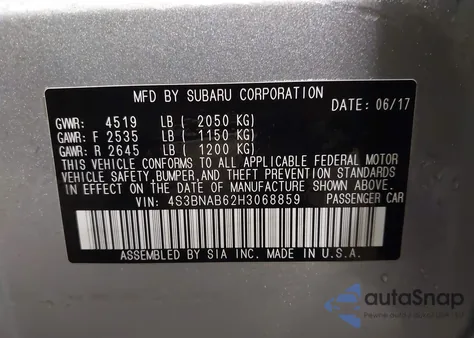 MFD BY SUBARU CORPORATION
DATE: 06/17
GVWR: 4519 LB ( 2050 KG)
GAWR: F 2535 LB ( 1150 KG)
GAWR: R 2645 LB ( 1200 KG)
THIS VEHICLE CONFORMS TO ALL APPLICABLE FEDERAL MOTOR
VEHICLE SAFETY, BUMPER, AND THEFT PREVENTION STANDARDS
IN EFFECT ON THE DATE OF MANUFACTURE SHOWN ABOVE.
VIN: 4S3BNAB62H3068859 PASSENGER CAR
ASSEMBLED BY SIA INC. MADE IN U.S.A.
autoSnap